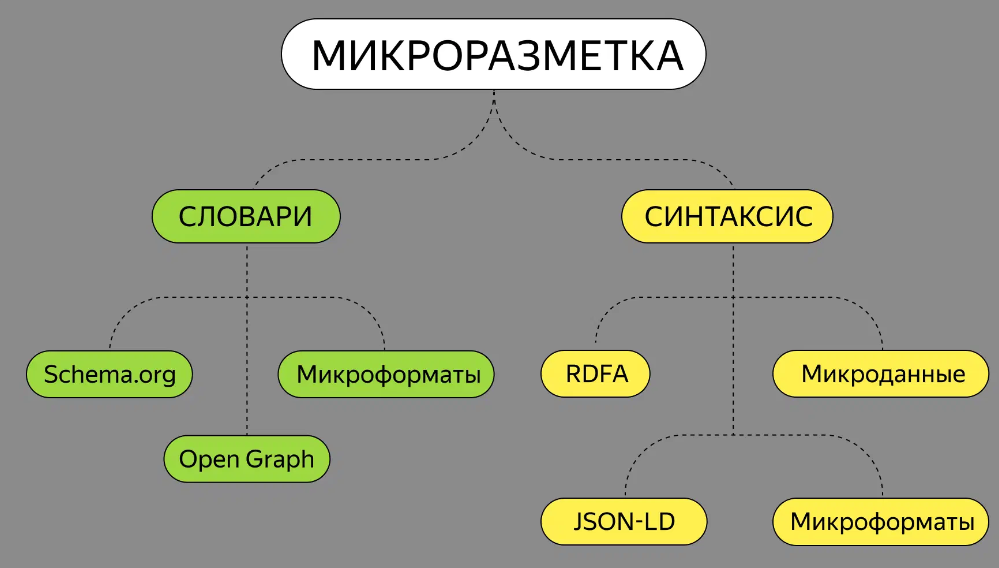 МИКРОРАЗМЕТКА
СЛОВАРИ
СИНТАКСИС
Schema.org
Микроформаты
RDFA
Микроданные
Open Graph
JSON-LD
Микроформаты